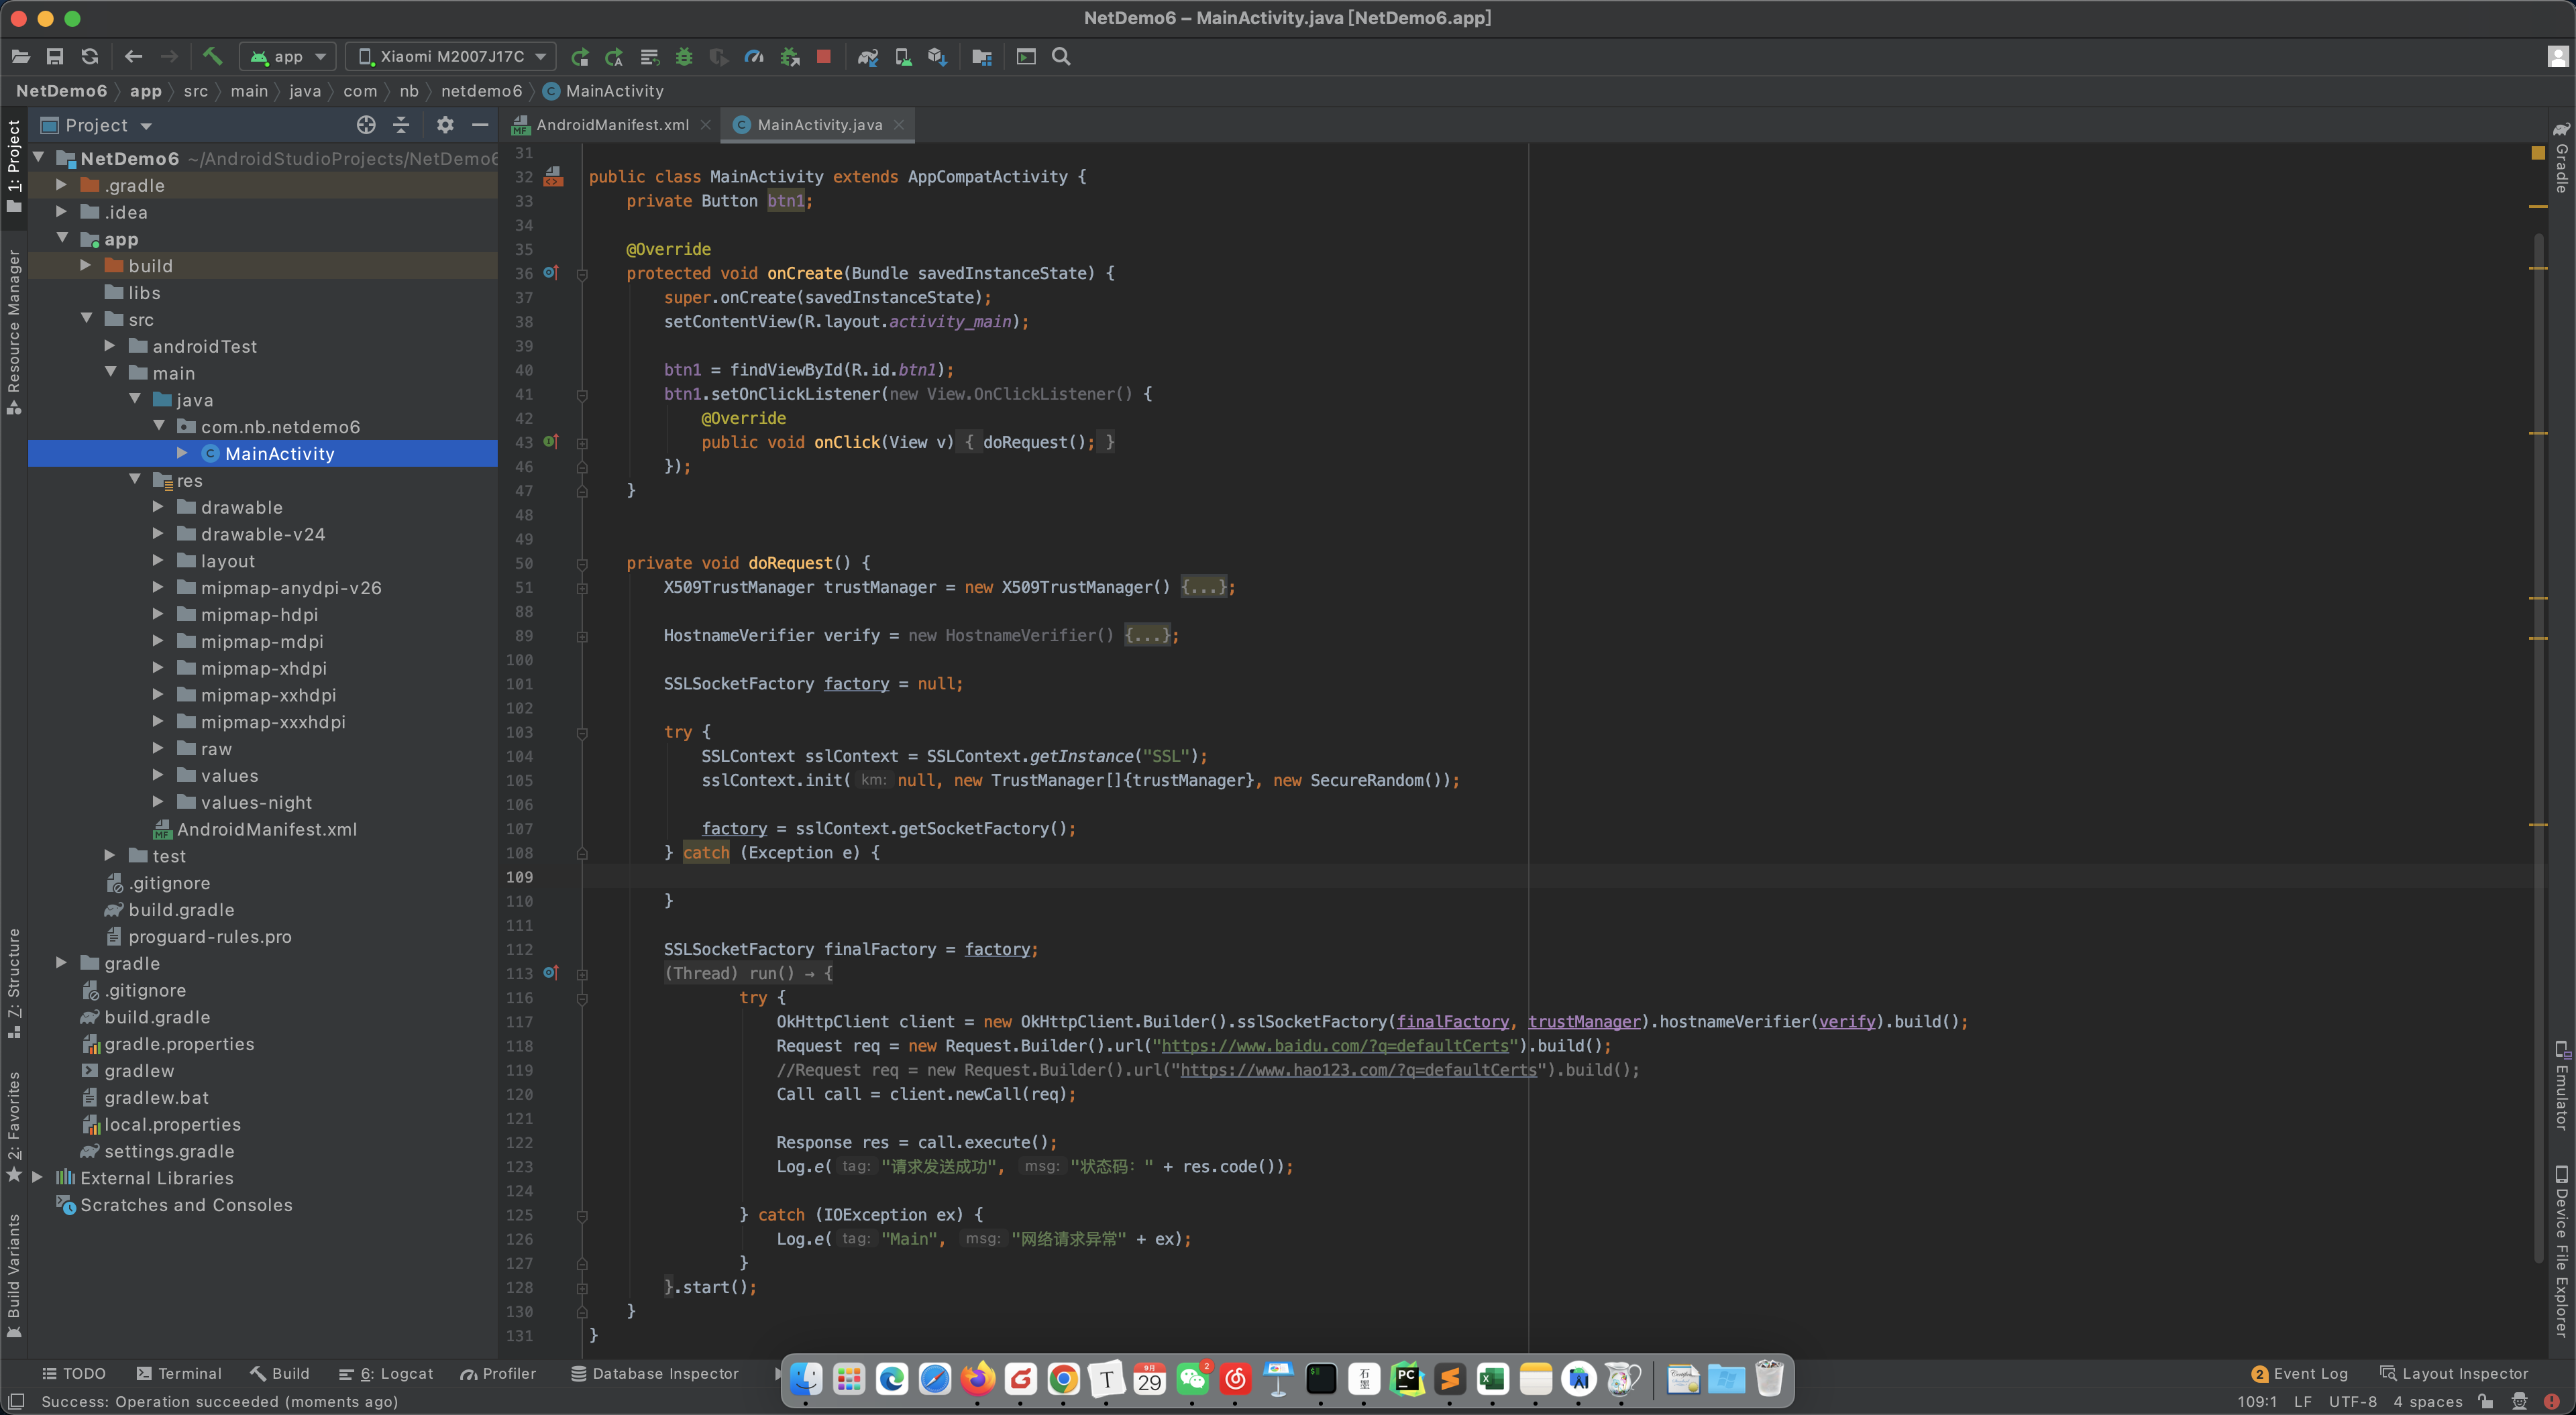 NetDemo6 – MainActivity.java [NetDemo6.app]
app
Xiaomi M2007J17C
NetDemo6 app src main java com nb netdemo6 MainActivity
1: Project
Resource Manager
7: Structure
2: Favorites
Build Variants
Project
NetDemo6 ~/AndroidStudioProjects/NetDemo6
.gradle
.idea
app
build
libs
src
androidTest
main
java
com.nb.netdemo6
MainActivity
res
drawable
drawable-v24
layout
mipmap-anydpi-v26
mipmap-hdpi
mipmap-mdpi
mipmap-xhdpi
mipmap-xxhdpi
mipmap-xxxhdpi
raw
values
values-night
AndroidManifest.xml
test
.gitignore
build.gradle
proguard-rules.pro
gradle
.gitignore
build.gradle
gradle.properties
gradlew
gradlew.bat
local.properties
settings.gradle
External Libraries
Scratches and Consoles
AndroidManifest.xml
MainActivity.java
31
32 public class MainActivity extends AppCompatActivity {
33 private Button btn1;
34
35 @Override
36 protected void onCreate(Bundle savedInstanceState) {
37 super.onCreate(savedInstanceState);
38 setContentView(R.layout.activity_main);
39
40 btn1 = findViewById(R.id.btn1);
41 btn1.setOnClickListener(new View.OnClickListener() {
42 @Override
43 public void onClick(View v) { doRequest(); }
46 });
47 }
48
49
50 private void doRequest() {
51 X509TrustManager trustManager = new X509TrustManager() {...};
88
89 HostnameVerifier verify = new HostnameVerifier() {...};
100
101 SSLSocketFactory factory = null;
102
103 try {
104 SSLContext sslContext = SSLContext.getInstance("SSL");
105 sslContext.init( km: null, new TrustManager[]{trustManager}, new SecureRandom());
106
107 factory = sslContext.getSocketFactory();
108 } catch (Exception e) {
109
110 }
111
112 SSLSocketFactory finalFactory = factory;
113 (Thread) run() → {
116 try {
117 OkHttpClient client = new OkHttpClient.Builder().sslSocketFactory(finalFactory, trustManager).hostnameVerifier(verify).build();
118 Request req = new Request.Builder().url("https://www.baidu.com/?q=defaultCerts").build();
119 //Request req = new Request.Builder().url("https://www.hao123.com/?q=defaultCerts").build();
120 Call call = client.newCall(req);
121
122 Response res = call.execute();
123 Log.e( tag: "请求发送成功", msg: "状态码：" + res.code());
124
125 } catch (IOException ex) {
126 Log.e( tag: "Main", msg: "网络请求异常" + ex);
127 }
128 }.start();
130 }
131 }
Gradle
Emulator
Device File Explorer
TODO
Terminal
Build
6: Logcat
Profiler
Database Inspector
9月
29
2
T
石墨
PC
2 Event Log
Layout Inspector
Success: Operation succeeded (moments ago)
109:1 LF UTF-8 4 spaces